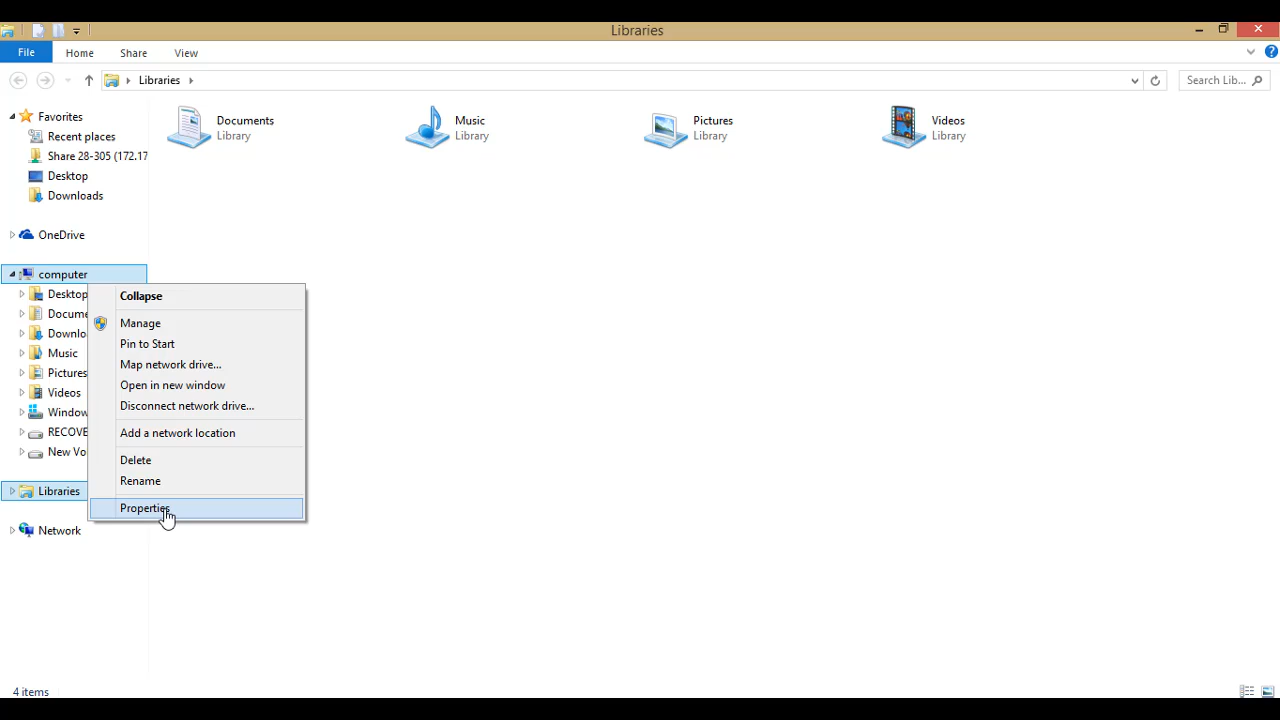 Libraries
File Home Share View
Libraries Search Lib...
Favorites
Recent places
Share 28-305 (172.17
Desktop
Downloads
OneDrive
computer
Desktop
Docume
Downlo
Music
Pictures
Videos
Window
RECOVE
New Vo
Libraries
Network
Documents
Library
Music
Library
Pictures
Library
Videos
Library
Collapse
Manage
Pin to Start
Map network drive...
Open in new window
Disconnect network drive...
Add a network location
Delete
Rename
Properties
4 items